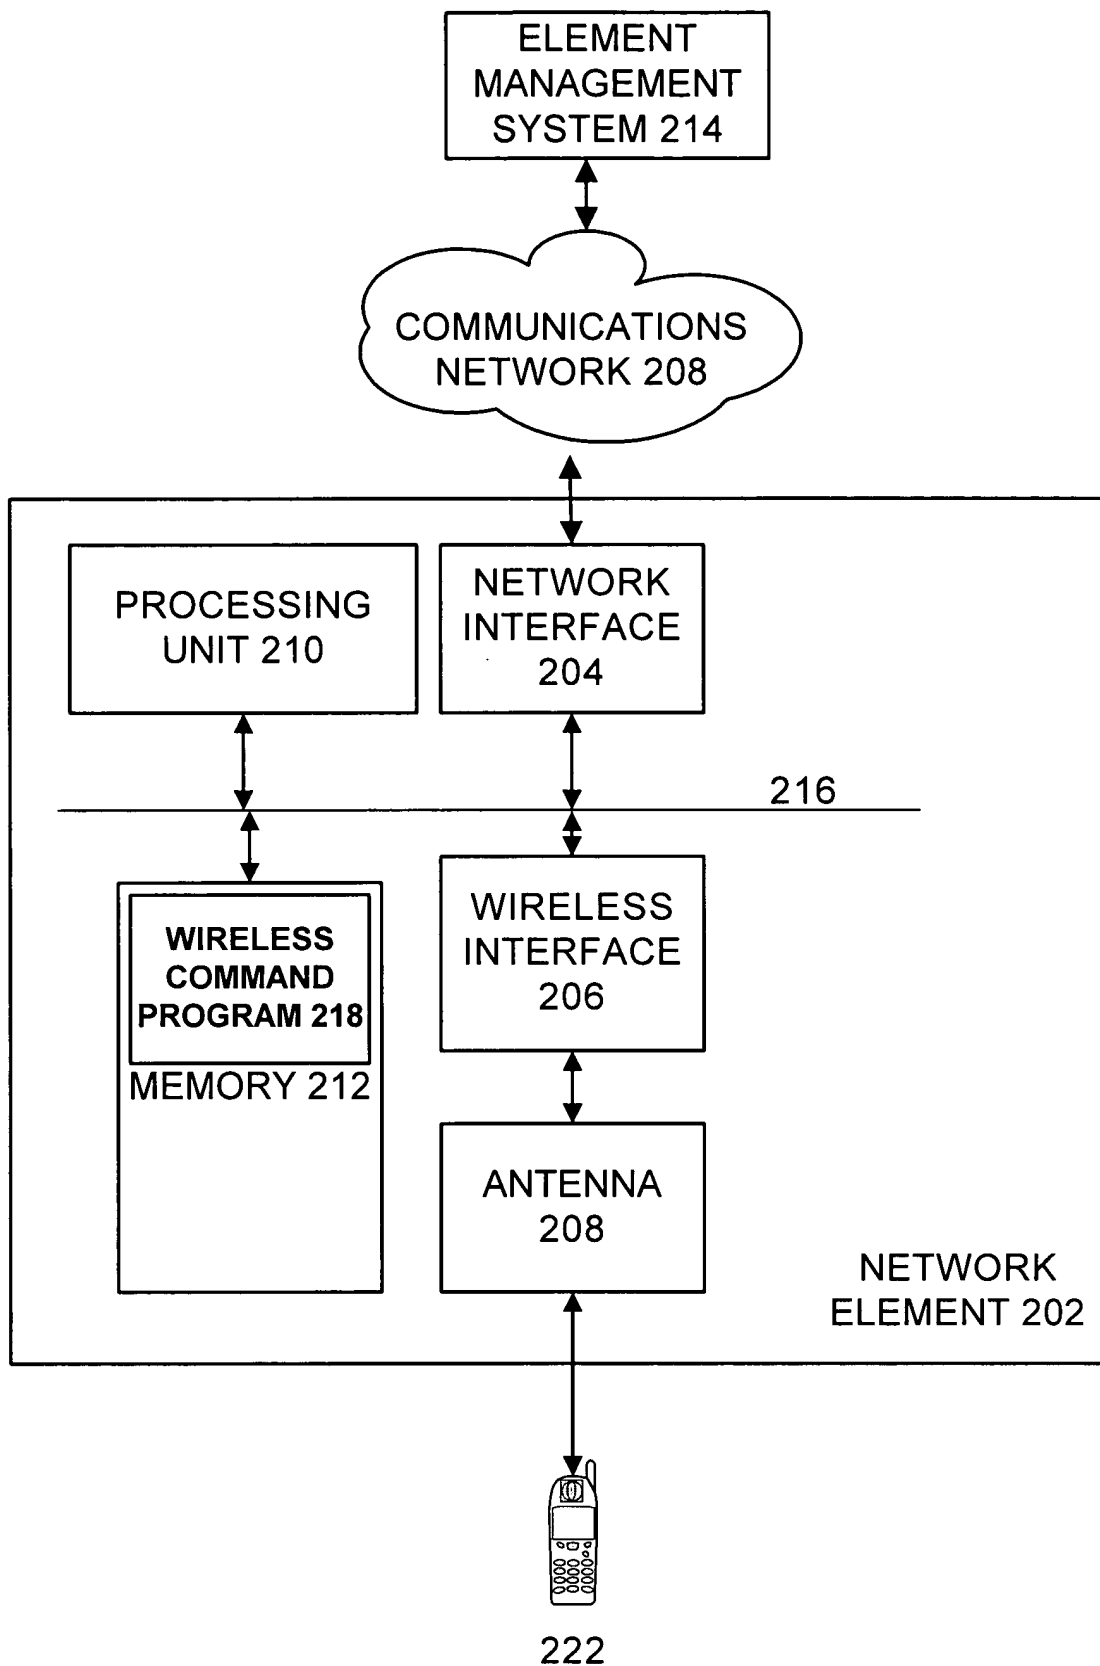 ELEMENT
MANAGEMENT
SYSTEM 214
COMMUNICATIONS
NETWORK 208
PROCESSING
UNIT 210
NETWORK
INTERFACE
204
216
WIRELESS
COMMAND
PROGRAM 218
MEMORY 212
WIRELESS
INTERFACE
206
ANTENNA
208
NETWORK
ELEMENT 202
222